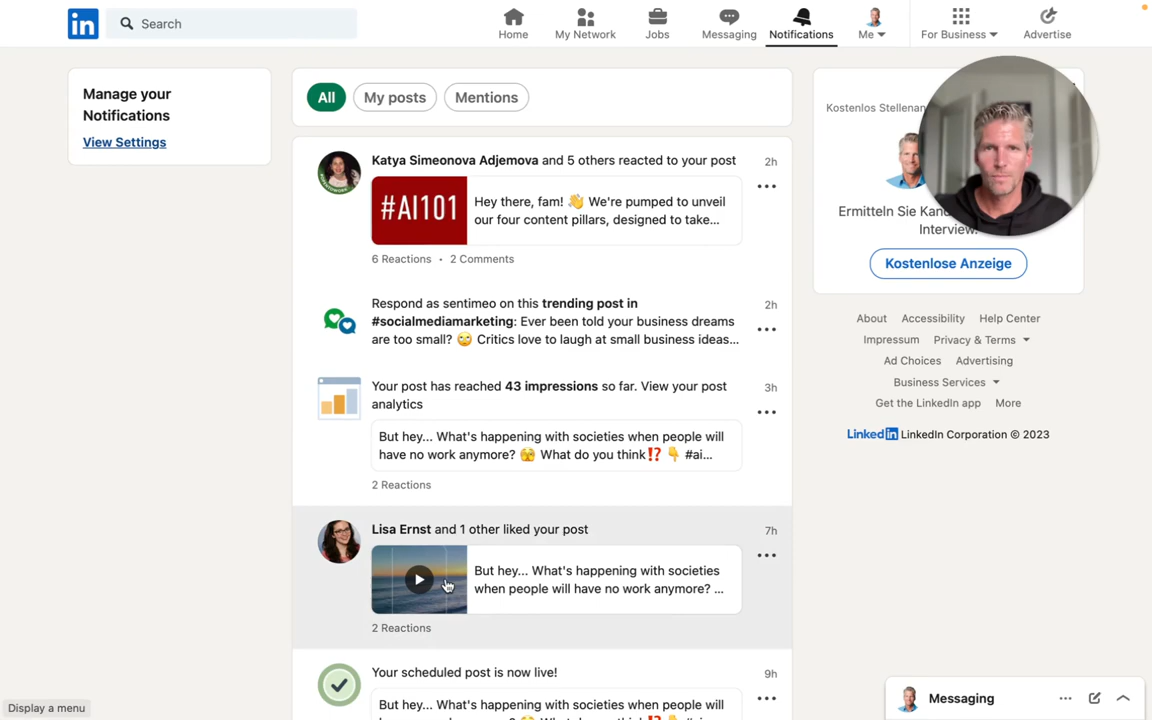 in
Search
Home
My Network
Jobs
Messaging
Notifications
Me
For Business
Advertise
Manage your
Notifications
View Settings
All
My posts
Mentions
Katya Simeonova Adjemova and 5 others reacted to your post
2h
#AI101
Hey there, fam! 👋 We're pumped to unveil
our four content pillars, designed to take...
6 Reactions • 2 Comments
Respond as sentimeo on this trending post in
2h
#socialmediamarketing: Ever been told your business dreams
are too small? 🙄 Critics love to laugh at small business ideas...
Your post has reached 43 impressions so far. View your post
3h
analytics
But hey... What's happening with societies when people will
have no work anymore? 🫣 What do you think⁉️ 👇 #ai...
2 Reactions
Lisa Ernst and 1 other liked your post
7h
But hey... What's happening with societies
when people will have no work anymore? ...
2 Reactions
Your scheduled post is now live!
9h
But hey... What's happening with societies when people will
Kostenlos
Ermitteln Sie
Interview.
Kostenlose Anzeige
About
Accessibility
Help Center
Impressum
Privacy & Terms
Ad Choices
Advertising
Business Services
Get the LinkedIn app
More
LinkedIn LinkedIn Corporation © 2023
Display a menu
Messaging